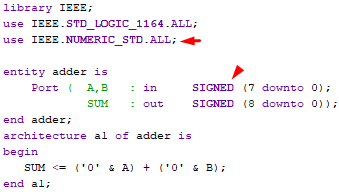 library IEEE;
use IEEE.STD_LOGIC_1164.ALL;
use IEEE.NUMERIC_STD.ALL;
entity adder is
Port ( A,B : in SIGNED (7 downto 0);
SUM : out SIGNED (8 downto 0));
end adder;
architecture a1 of adder is
begin
SUM <= ('0' & A) + ('0' & B);
end a1;